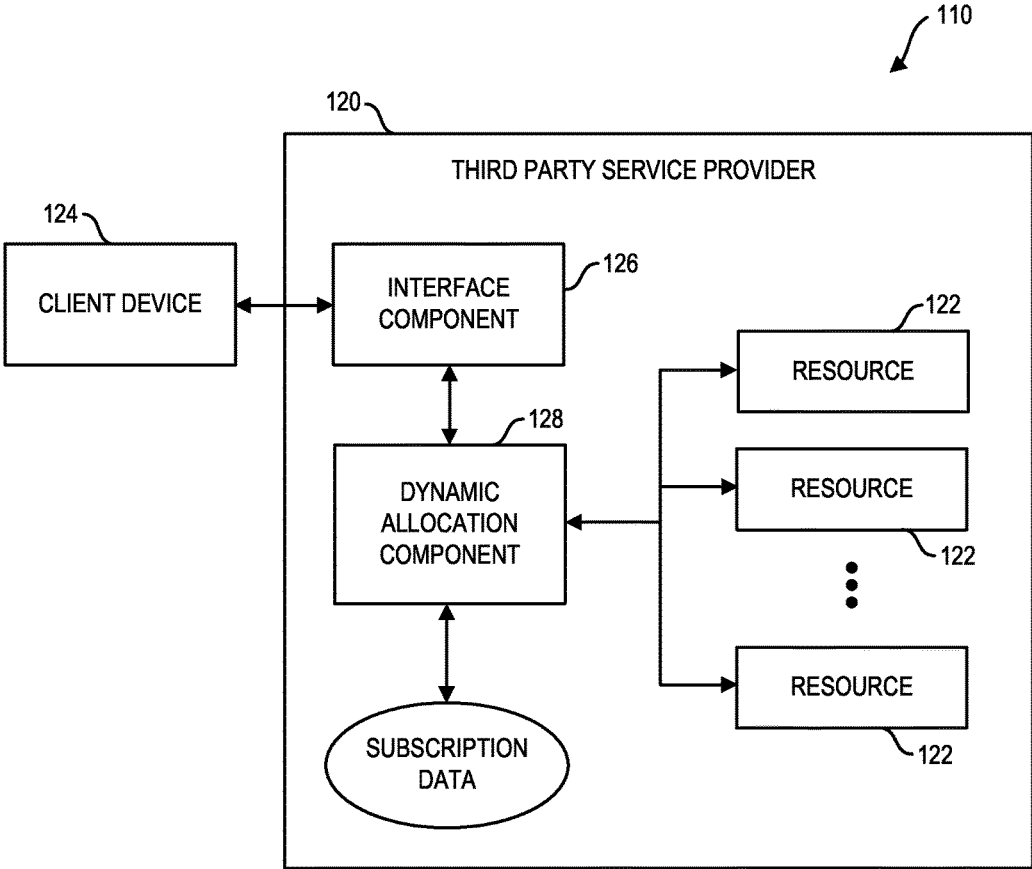 110
120
THIRD PARTY SERVICE PROVIDER
124
CLIENT DEVICE
INTERFACE
COMPONENT
126
122
RESOURCE
128
DYNAMIC
ALLOCATION
COMPONENT
RESOURCE
122
RESOURCE
122
SUBSCRIPTION
DATA